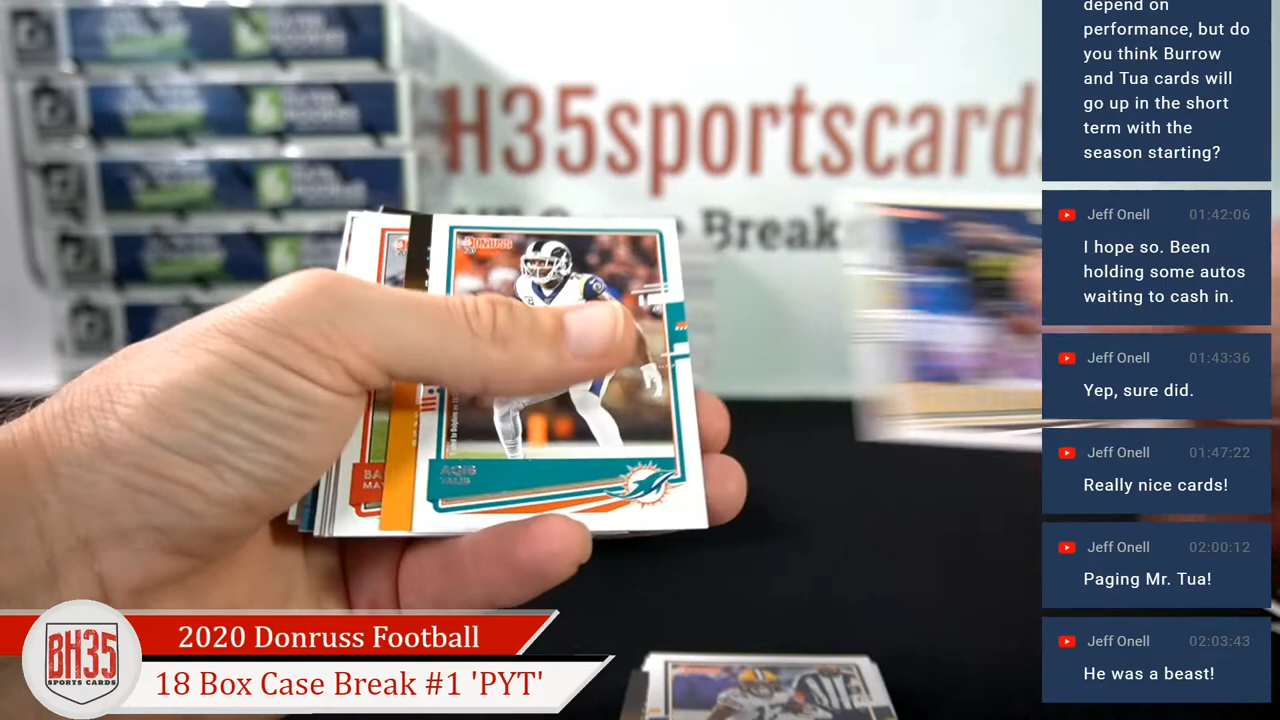 H35sportscards
Break
DONRUSS
AQIB
TALIB
BA
MA
depend on
performance, but do
you think Burrow
and Tua cards will
go up in the short
term with the
season starting?
Jeff Onell 01:42:06
I hope so. Been
holding some autos
waiting to cash in.
Jeff Onell 01:43:36
Yep, sure did.
Jeff Onell 01:47:22
Really nice cards!
Jeff Onell 02:00:12
Paging Mr. Tua!
Jeff Onell 02:03:43
He was a beast!
BH35
SPORTS CARDS
2020 Donruss Football
18 Box Case Break #1 'PYT'